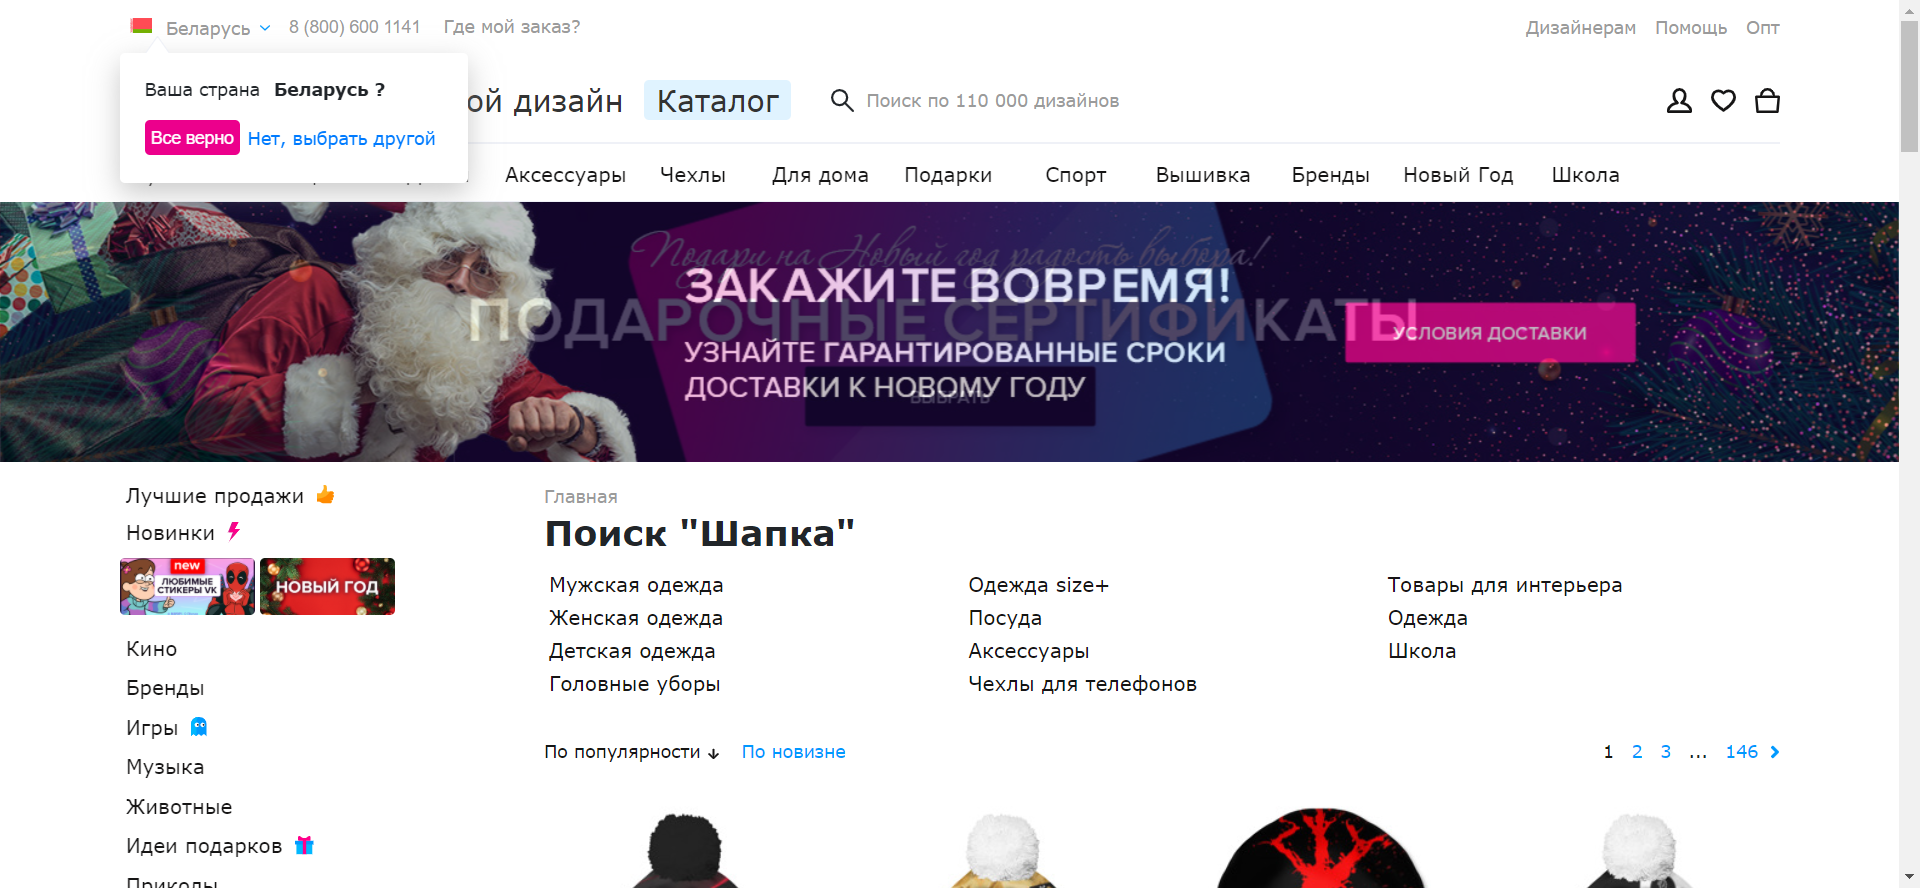 Беларусь
8 (800) 600 1141
Где мой заказ?
Дизайнерам
Помощь
Опт
Ваша страна Беларусь ?
Все верно
Нет, выбрать другой
ой дизайн
Каталог
Поиск по 110 000 дизайнов
Аксессуары
Чехлы
Для дома
Подарки
Спорт
Вышивка
Бренды
Новый Год
Школа
Подари на Новый год радость выбора!
ЗАКАЖИТЕ ВОВРЕМЯ!
ПОДАРОЧНЫЕ СЕРТИФИКАТЫ
УСЛОВИЯ ДОСТАВКИ
УЗНАЙТЕ ГАРАНТИРОВАННЫЕ СРОКИ
ДОСТАВКИ К НОВОМУ ГОДУ
ВЫБРАТЬ
Лучшие продажи
Новинки
new
ЛЮБИМЫЕ
СТИКЕРЫ VK
НОВЫЙ ГОД
Кино
Бренды
Игры
Музыка
Животные
Идеи подарков
Приколы
Главная
Поиск "Шапка"
Мужская одежда
Женская одежда
Детская одежда
Головные уборы
Одежда size+
Посуда
Аксессуары
Чехлы для телефонов
Товары для интерьера
Одежда
Школа
По популярности
По новизне
1 2 3 ... 146